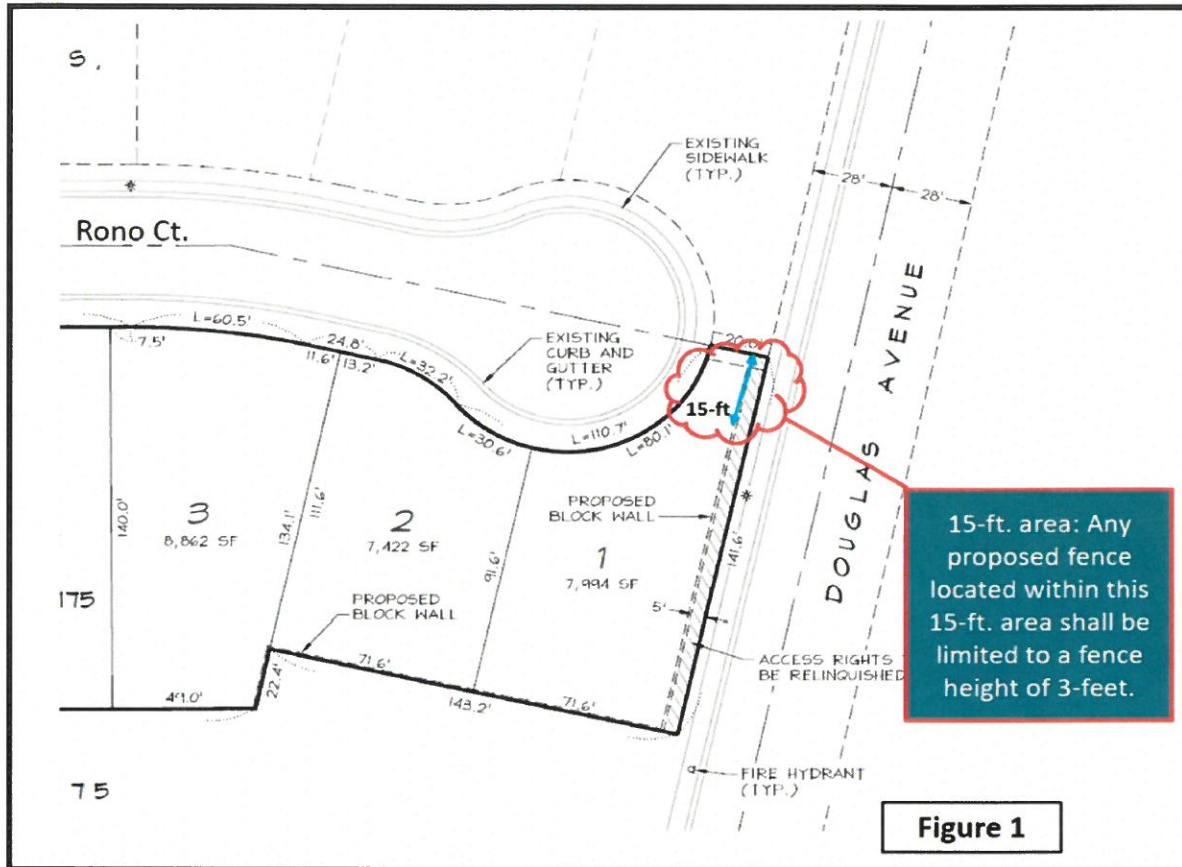 S.
EXISTING
SIDEWALK
(TYP.)
28'
28'
Rono Ct.
DOUGLAS AVENUE
L=60.5'
7.5'
24.8'
11.6'
13.2'
L=32.2'
EXISTING
CURB AND
GUTTER
(TYP.)
15-ft.
L=30.6'
L=110.7'
L=80.1'
140.0'
134.1'
111.6'
91.6'
141.6'
3
8,862 SF
2
7,422 SF
1
7,994 SF
PROPOSED
BLOCK WALL
PROPOSED
BLOCK WALL
175
5'
ACCESS RIGHTS
BE RELINQUISHED
22.4'
71.6'
143.2'
71.6'
49.0'
15-ft. area: Any
proposed fence
located within this
15-ft. area shall be
limited to a fence
height of 3-feet.
75
FIRE HYDRANT
(TYP.)
Figure 1